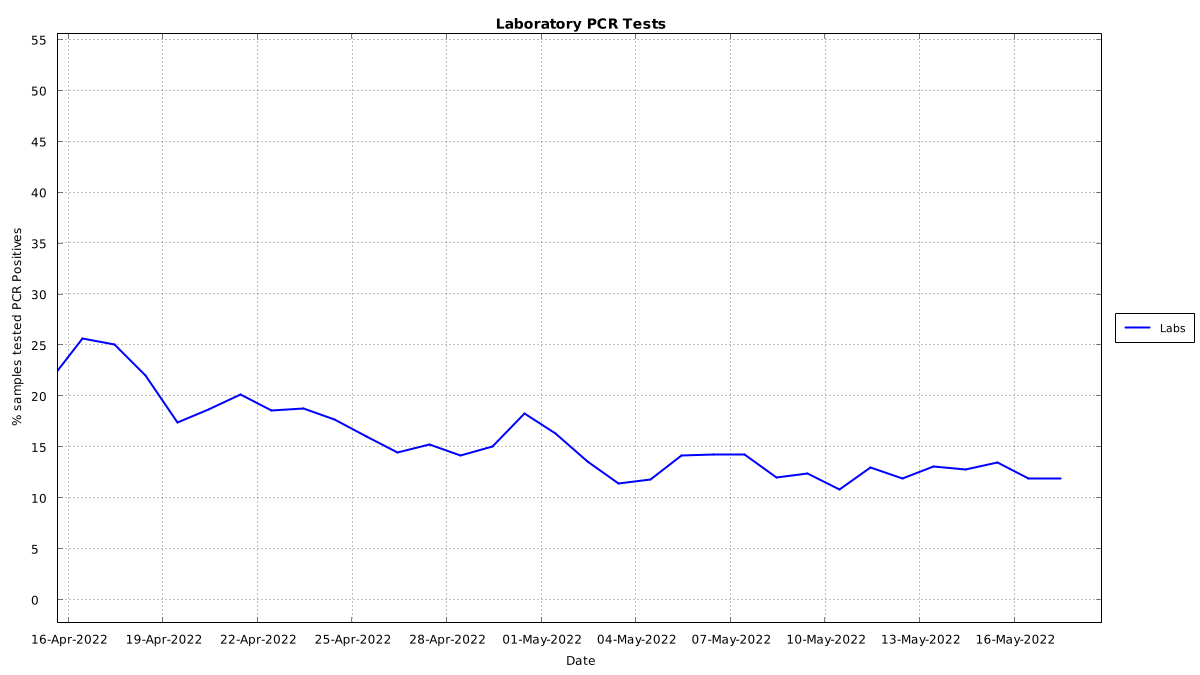 Laboratory PCR Tests
55
50
45
40
35
30
25
20
15
10
5
0
% samples tested PCR Positives
16-Apr-2022 19-Apr-2022 22-Apr-2022 25-Apr-2022 28-Apr-2022 01-May-2022 04-May-2022 07-May-2022 10-May-2022 13-May-2022 16-May-2022
Date
Labs